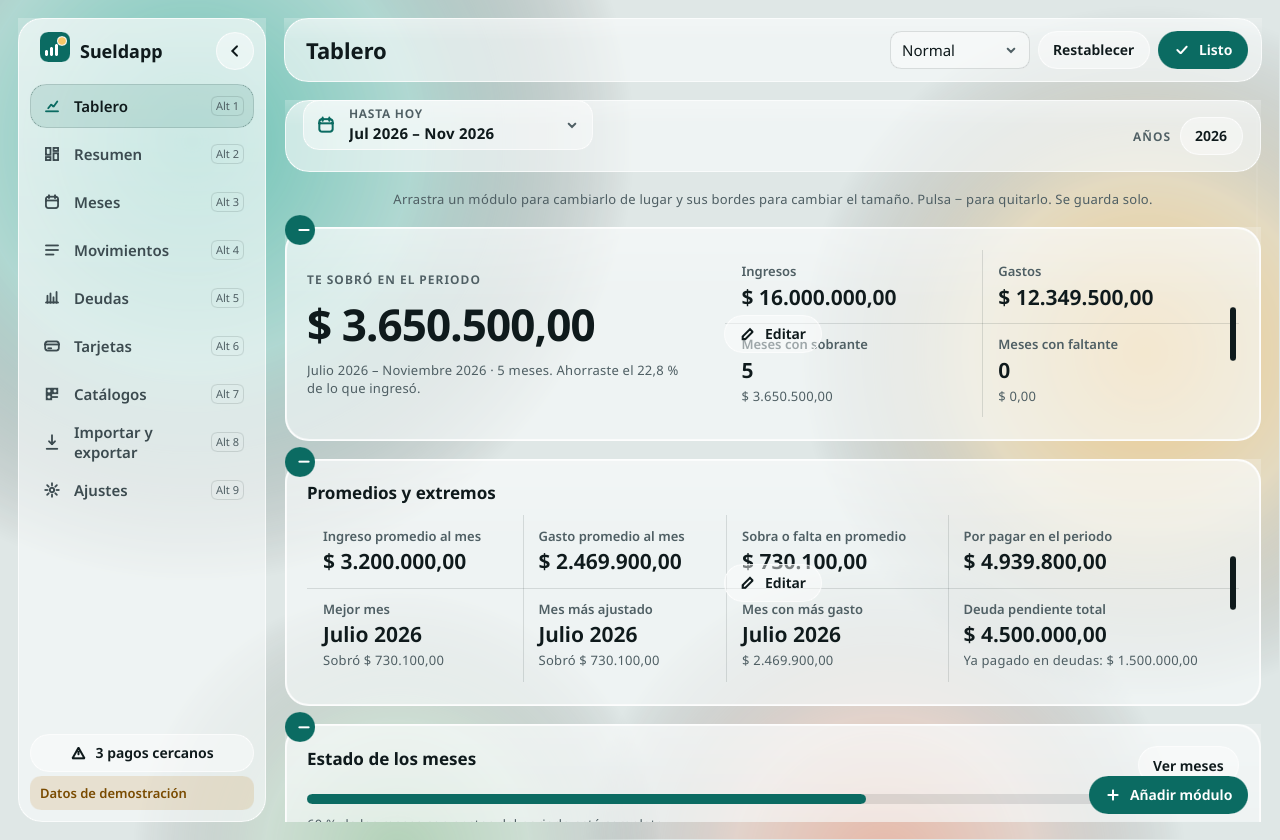 Sueldapp
Tablero Alt 1
Resumen Alt 2
Meses Alt 3
Movimientos Alt 4
Deudas Alt 5
Tarjetas Alt 6
Catálogos Alt 7
Importar y
exportar Alt 8
Ajustes Alt 9
3 pagos cercanos
Datos de demostración
Tablero
Normal
Restablecer
Listo
HASTA HOY
Jul 2026 – Nov 2026
AÑOS 2026
Arrastra un módulo para cambiarlo de lugar y sus bordes para cambiar el tamaño. Pulsa − para quitarlo. Se guarda solo.
TE SOBRÓ EN EL PERIODO
$ 3.650.500,00
Julio 2026 – Noviembre 2026 · 5 meses. Ahorraste el 22,8 %
de lo que ingresó.
Ingresos
$ 16.000.000,00
Gastos
$ 12.349.500,00
Editar
Meses con sobrante
5
$ 3.650.500,00
Meses con faltante
0
$ 0,00
Promedios y extremos
Ingreso promedio al mes
$ 3.200.000,00
Gasto promedio al mes
$ 2.469.900,00
Sobra o falta en promedio
$ 730.100,00
Por pagar en el periodo
$ 4.939.800,00
Editar
Mejor mes
Julio 2026
Sobró $ 730.100,00
Mes más ajustado
Julio 2026
Sobró $ 730.100,00
Mes con más gasto
Julio 2026
$ 2.469.900,00
Deuda pendiente total
$ 4.500.000,00
Ya pagado en deudas: $ 1.500.000,00
Estado de los meses
Ver meses
Añadir módulo